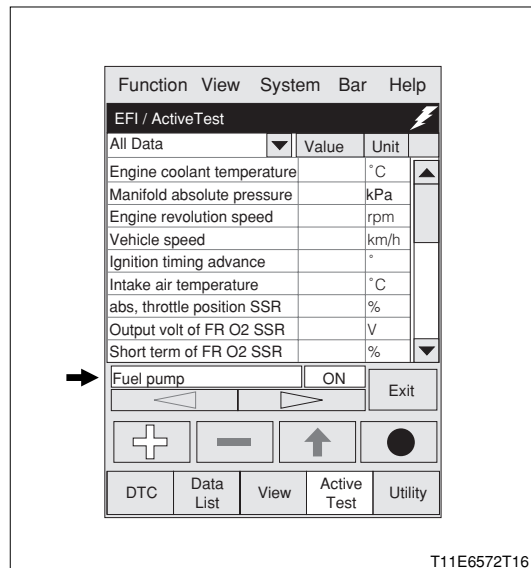 Function View System Bar Help
EFI / ActiveTest
All Data Value Unit
Engine coolant temperature °C
Manifold absolute pressure kPa
Engine revolution speed rpm
Vehicle speed km/h
Ignition timing advance °
Intake air temperature °C
abs, throttle position SSR %
Output volt of FR O2 SSR V
Short term of FR O2 SSR %
Fuel pump ON
Exit
DTC Data List View Active Test Utility
T11E6572T16